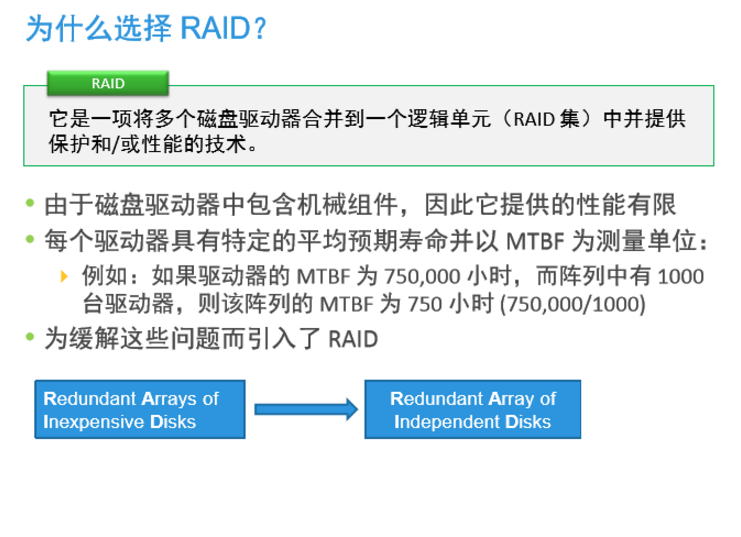 为什么选择 RAID?
RAID
它是一项将多个磁盘驱动器合并到一个逻辑单元（RAID 集）中并提供
保护和/或性能的技术。
• 由于磁盘驱动器中包含机械组件，因此它提供的性能有限
• 每个驱动器具有特定的平均预期寿命并以 MTBF 为测量单位：
例如：如果驱动器的 MTBF 为 750,000 小时，而阵列中有 1000
台驱动器，则该阵列的 MTBF 为 750 小时 (750,000/1000)
• 为缓解这些问题而引入了 RAID
Redundant Arrays of
Inexpensive Disks
Redundant Array of
Independent Disks